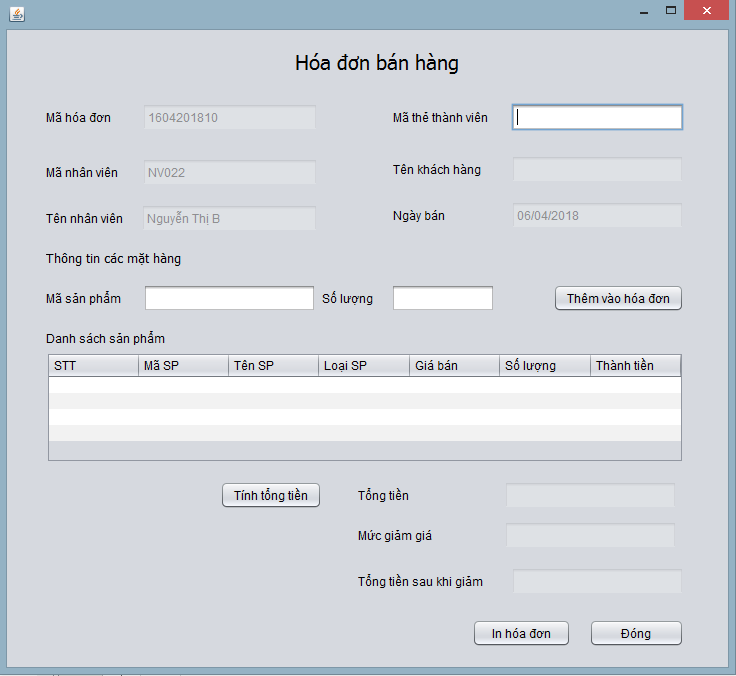 Hóa đơn bán hàng
Mã hóa đơn 1604201810 Mã thẻ thành viên
Mã nhân viên NV022 Tên khách hàng
Tên nhân viên Nguyễn Thị B Ngày bán 06/04/2018
Thông tin các mặt hàng
Mã sản phẩm Số lượng Thêm vào hóa đơn
Danh sách sản phẩm
STT Mã SP Tên SP Loại SP Giá bán Số lượng Thành tiền
Tính tổng tiền Tổng tiền
Mức giảm giá
Tổng tiền sau khi giảm
In hóa đơn Đóng